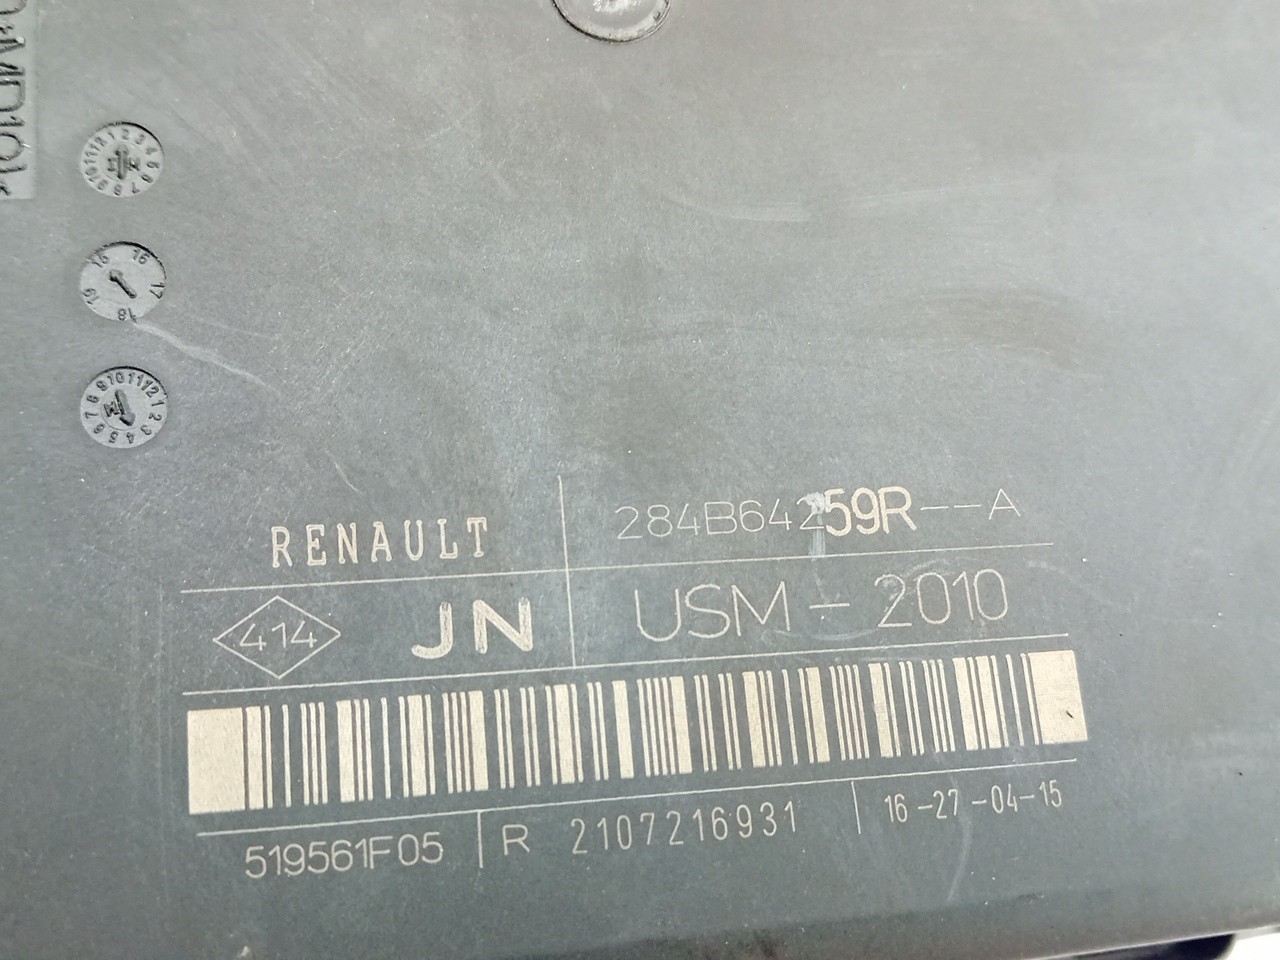 RENAULT 284B64259R--A
414 JN USM-2010
519561F05 R 2107216931 16-27-04-15